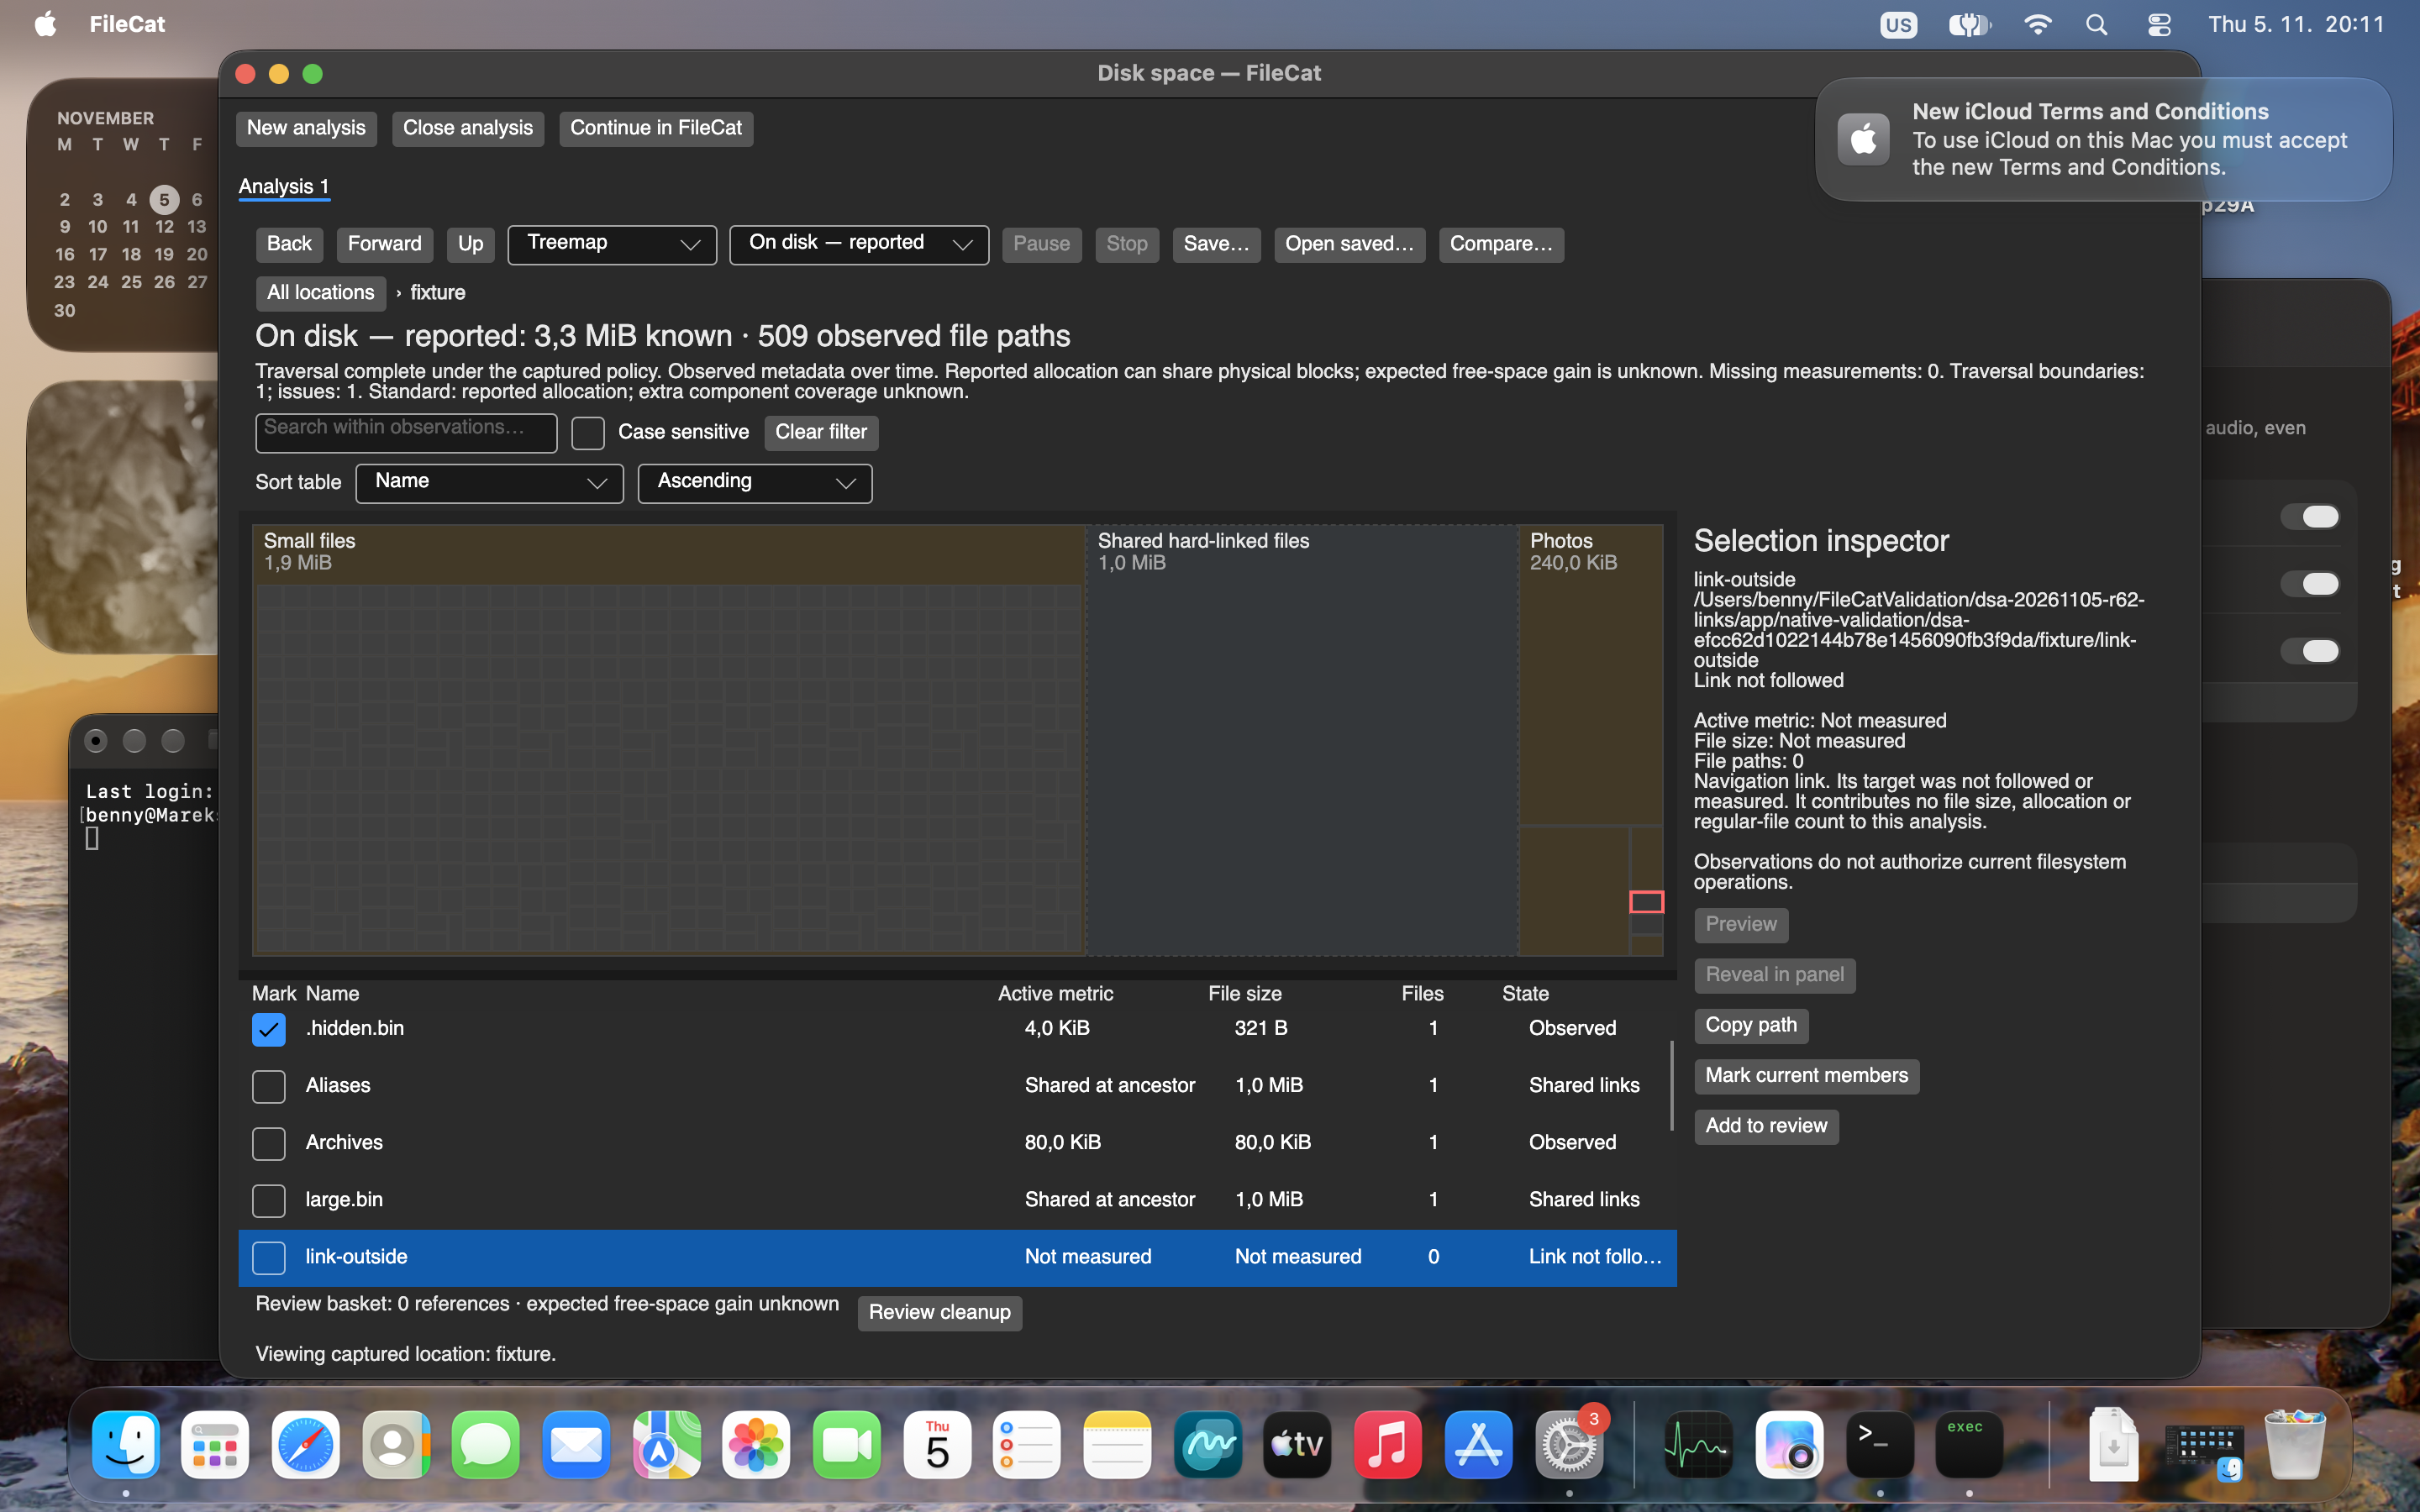 FileCat
US
Thu 5. 11. 20:11
Disk space — FileCat
New iCloud Terms and Conditions
To use iCloud on this Mac you must accept
the new Terms and Conditions.
p29A
NOVEMBER
M T W T F
2 3 4 5 6
9 10 11 12 13
16 17 18 19 20
23 24 25 26 27
30
New analysis Close analysis Continue in FileCat
Analysis 1
Back Forward Up Treemap On disk — reported Pause Stop Save… Open saved… Compare…
All locations › fixture
On disk — reported: 3,3 MiB known · 509 observed file paths
Traversal complete under the captured policy. Observed metadata over time. Reported allocation can share physical blocks; expected free-space gain is unknown. Missing measurements: 0. Traversal boundaries:
1; issues: 1. Standard: reported allocation; extra component coverage unknown.
Search within observations… Case sensitive Clear filter
audio, even
Sort table Name Ascending
Small files
1,9 MiB
Shared hard-linked files
1,0 MiB
Photos
240,0 KiB
Selection inspector
link-outside
/Users/benny/FileCatValidation/dsa-20261105-r62-
links/app/native-validation/dsa-
efcc62d1022144b78e1456090fb3f9da/fixture/link-
outside
Link not followed
Active metric: Not measured
File size: Not measured
File paths: 0
Navigation link. Its target was not followed or
measured. It contributes no file size, allocation or
regular-file count to this analysis.
Observations do not authorize current filesystem
operations.
Preview
Reveal in panel
Copy path
Mark current members
Add to review
Last login:
[benny@Marek
Mark Name Active metric File size Files State
.hidden.bin 4,0 KiB 321 B 1 Observed
Aliases Shared at ancestor 1,0 MiB 1 Shared links
Archives 80,0 KiB 80,0 KiB 1 Observed
large.bin Shared at ancestor 1,0 MiB 1 Shared links
link-outside Not measured Not measured 0 Link not follo…
Review basket: 0 references · expected free-space gain unknown Review cleanup
Viewing captured location: fixture.
Thu
5
tv
3
>_
exec